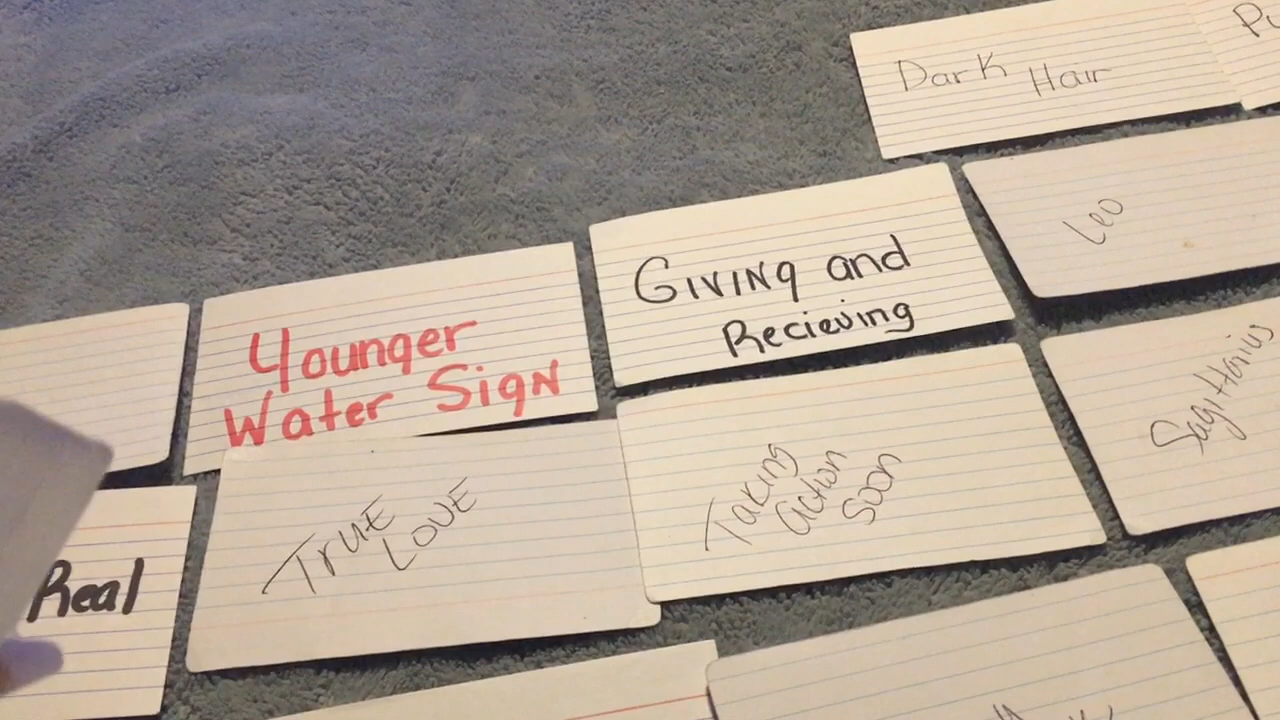 Dark Hair
Leo
Giving and
Recieving
Younger
Water Sign
Sagittarius
Taking
action
soon
True
Love
Real